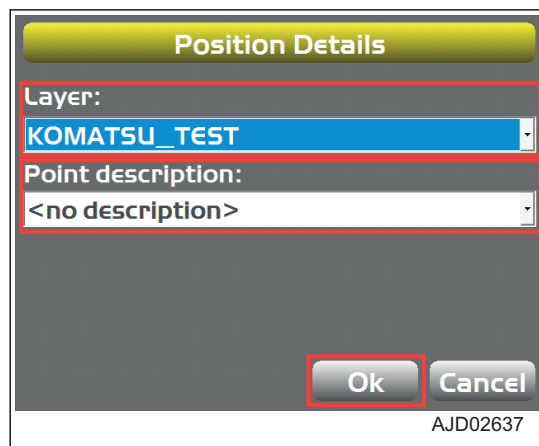 Position Details
Layer:
KOMATSU_TEST
Point description:
<no description>
Ok Cancel
AJD02637